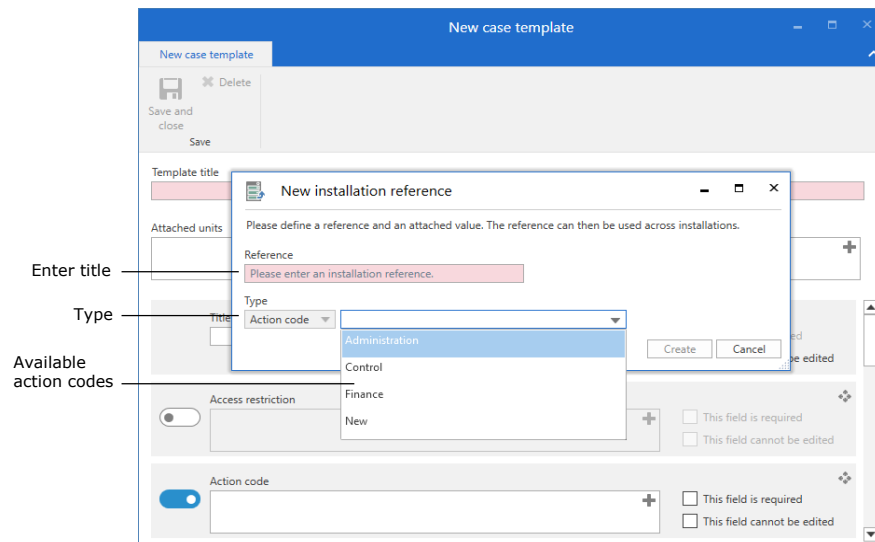 New case template
New case template
Delete
Save and
close
Save
Template title
New installation reference
Attached units
Please define a reference and an attached value. The reference can then be used across installations.
Reference
Enter title
Please enter an installation reference.
Type
Type
Title
Action code
Administration
ed
Create
Cancel
be edited
Available
action codes
Control
Finance
New
Access restriction
This field is required
This field cannot be edited
Action code
This field is required
This field cannot be edited